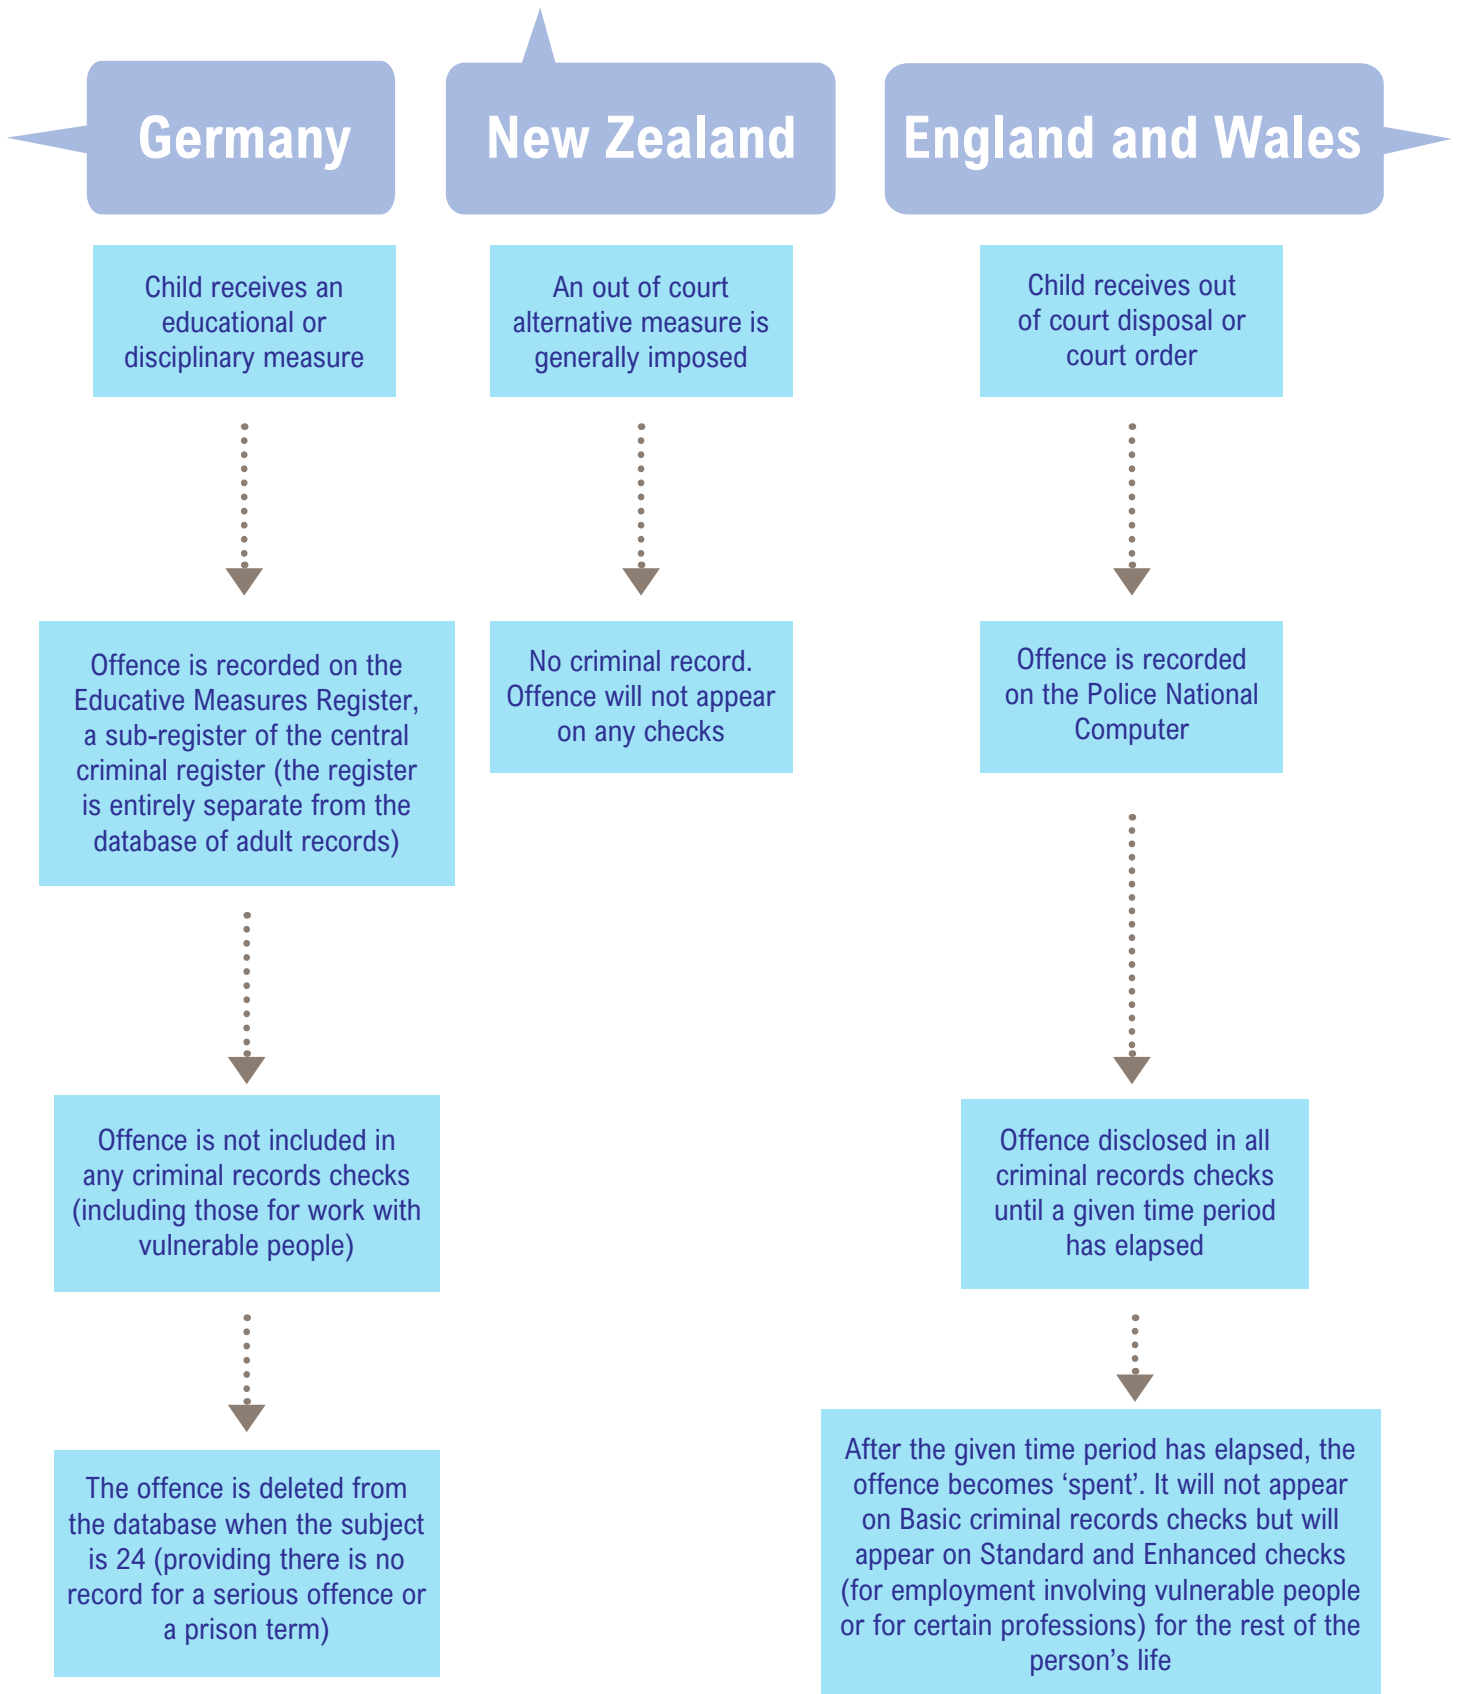 Germany
Child receives an
educational or
disciplinary measure
Offence is recorded on the
Educative Measures Register,
a sub-register of the central
criminal register (the register
is entirely separate from the
database of adult records)
Offence is not included in
any criminal records checks
(including those for work with
vulnerable people)
The offence is deleted from
the database when the subject
is 24 (providing there is no
record for a serious offence or
a prison term)
New Zealand
An out of court
alternative measure is
generally imposed
No criminal record.
Offence will not appear
on any checks
England and Wales
Child receives out
of court disposal or
court order
Offence is recorded
on the Police National
Computer
Offence disclosed in all
criminal records checks
until a given time period
has elapsed
After the given time period has elapsed, the
offence becomes ‘spent’. It will not appear
on Basic criminal records checks but will
appear on Standard and Enhanced checks
(for employment involving vulnerable people
or for certain professions) for the rest of the
person’s life